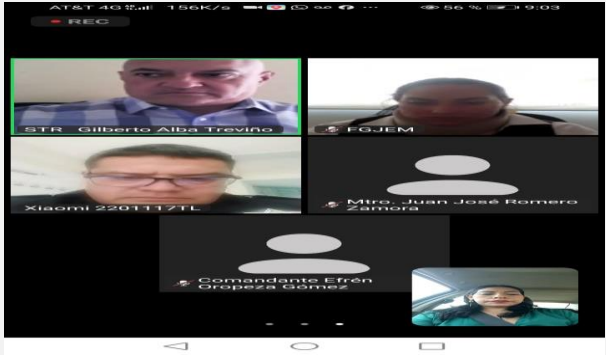 AT&T 4G 156K/s 56 % 9:03
REC
STR Gilberto Alba Treviño
FGJEM
Xiaomi 2201117TL
Mtro. Juan José Romero
Zamora
Comandante Efrén
Oropeza Gómez